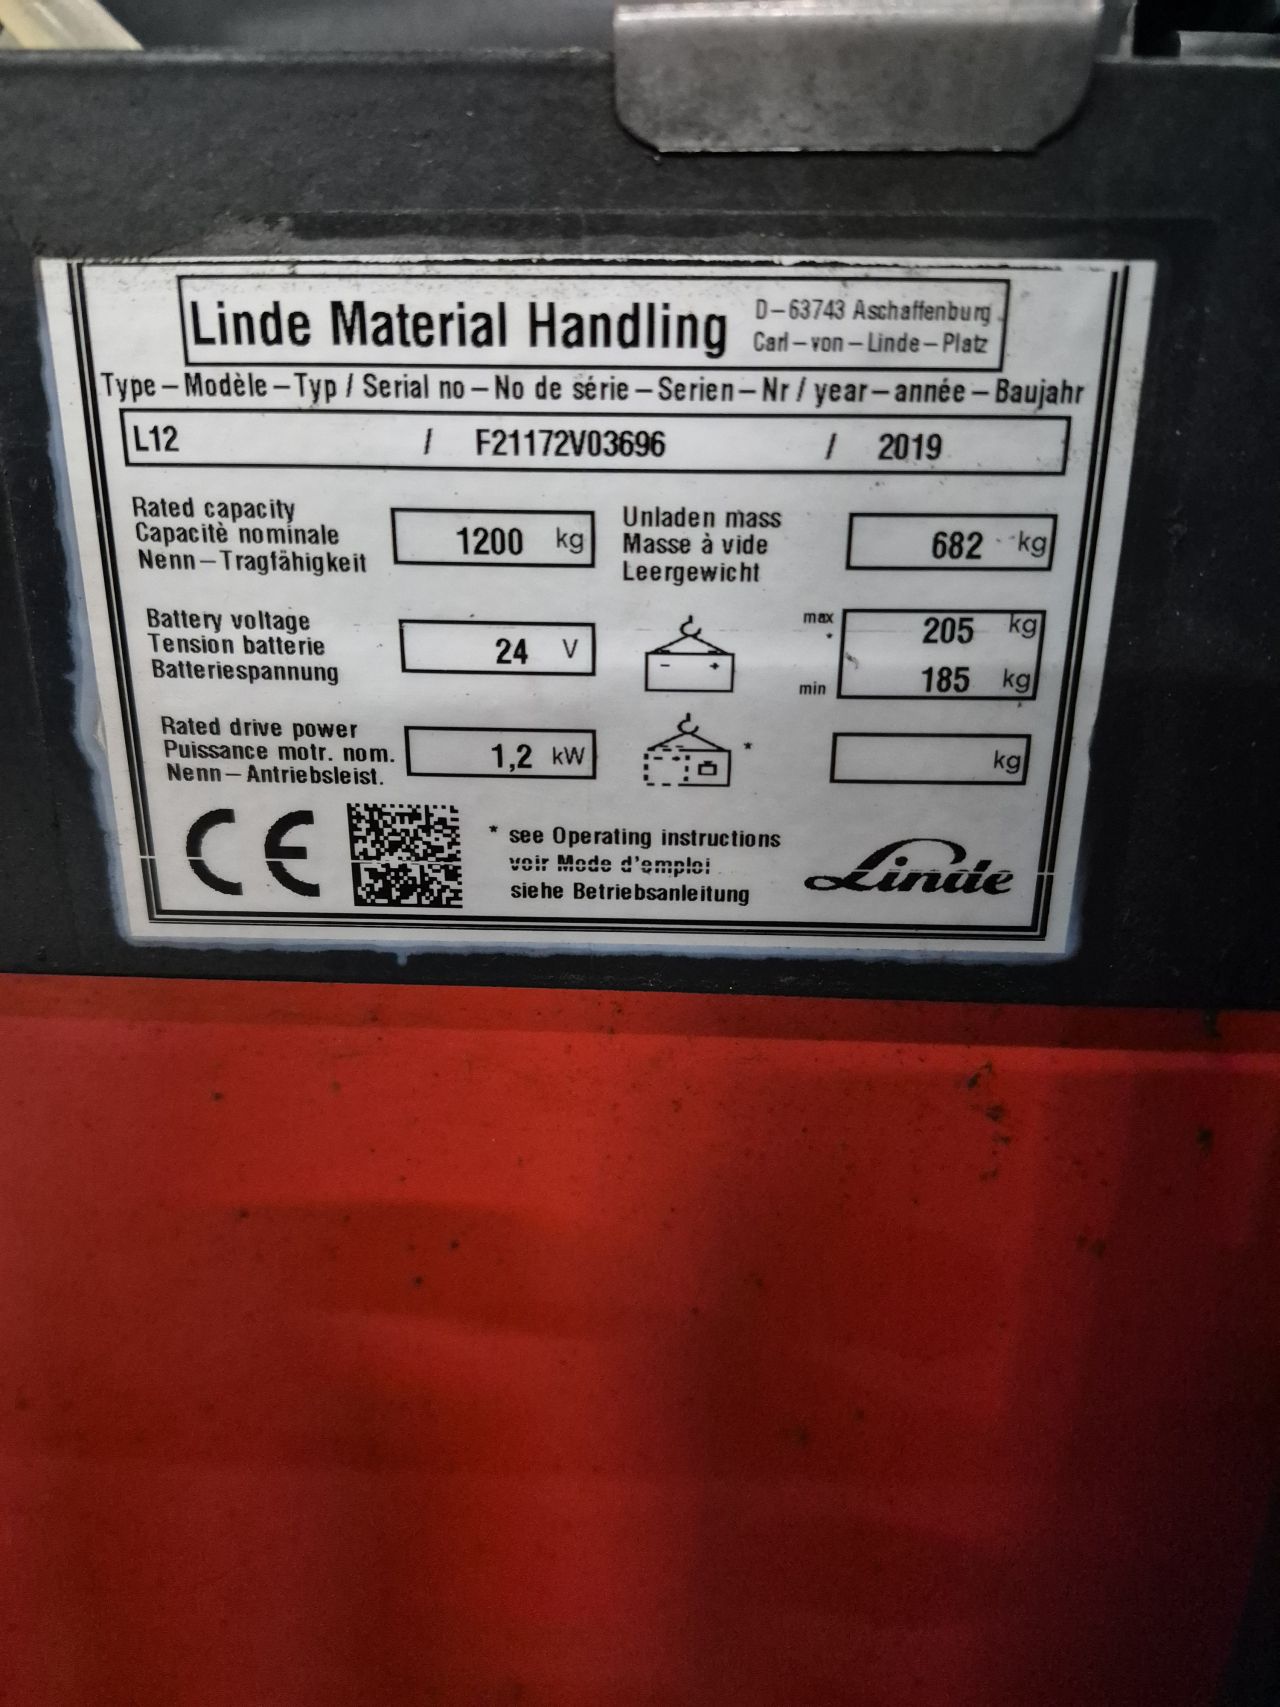 Linde Material Handling
D-63743 Aschaffenburg
Carl-von-Linde-Platz
Type-Modèle-Typ / Serial no-No de série-Serien-Nr / year-année-Baujahr
L12 / F21172V03696 / 2019
Rated capacity
Capacitè nominale
Nenn-Tragfähigkeit
1200 kg
Unladen mass
Masse à vide
Leergewicht
682 kg
Battery voltage
Tension batterie
Batteriespannung
24 V
- +
max
*
min
205 kg
185 kg
Rated drive power
Puissance motr. nom.
Nenn-Antriebsleist.
1,2 kW
*
kg
CE
* see Operating instructions
voir Mode d'emploi
siehe Betriebsanleitung
Linde